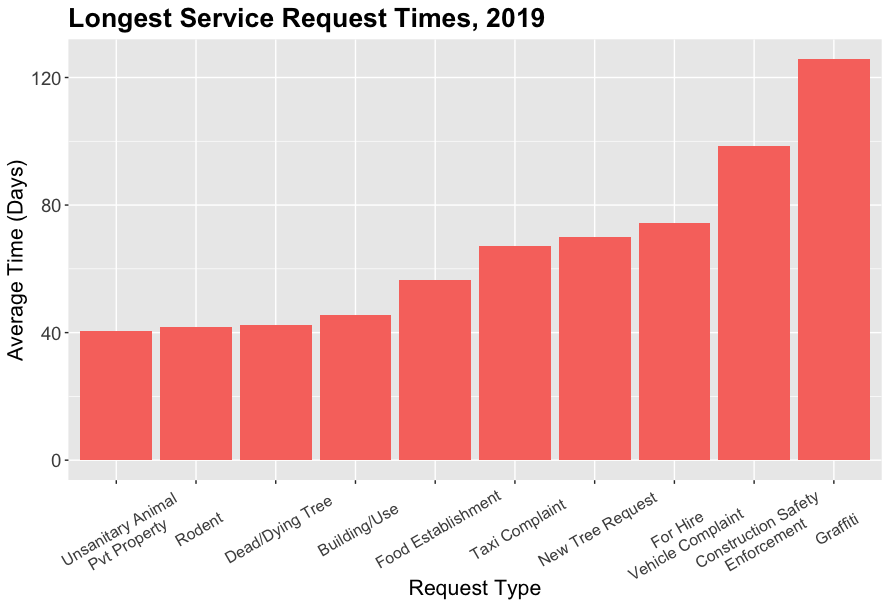 Longest Service Request Times, 2019
Average Time (Days)
120
80
40
0
Unsanitary Animal
Pvt Property
Rodent
Dead/Dying Tree
Building/Use
Food Establishment
Taxi Complaint
New Tree Request
For Hire
Vehicle Complaint
Construction Safety
Enforcement
Graffiti
Request Type